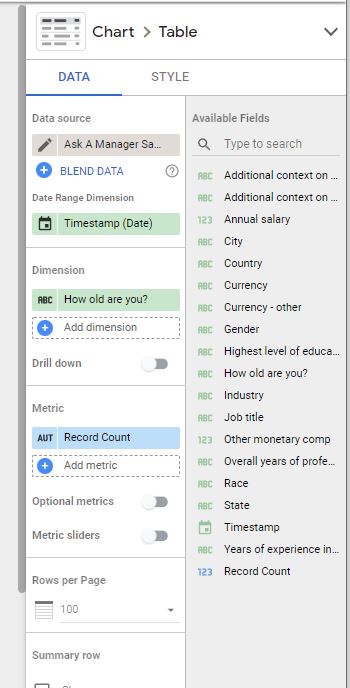 Chart > Table
DATA
STYLE
Data source
Ask A Manager Sa...
BLEND DATA
Date Range Dimension
Timestamp (Date)
Dimension
ABC How old are you?
Add dimension
Drill down
Metric
AUT Record Count
Add metric
Optional metrics
Metric sliders
Rows per Page
100
Summary row
Available Fields
Type to search
ABC Additional context on ...
ABC Additional context on ...
123 Annual salary
ABC City
ABC Country
ABC Currency
ABC Currency - other
ABC Gender
ABC Highest level of educa...
ABC How old are you?
ABC Industry
ABC Job title
123 Other monetary comp
ABC Overall years of profe...
ABC Race
ABC State
Timestamp
ABC Years of experience in...
123 Record Count